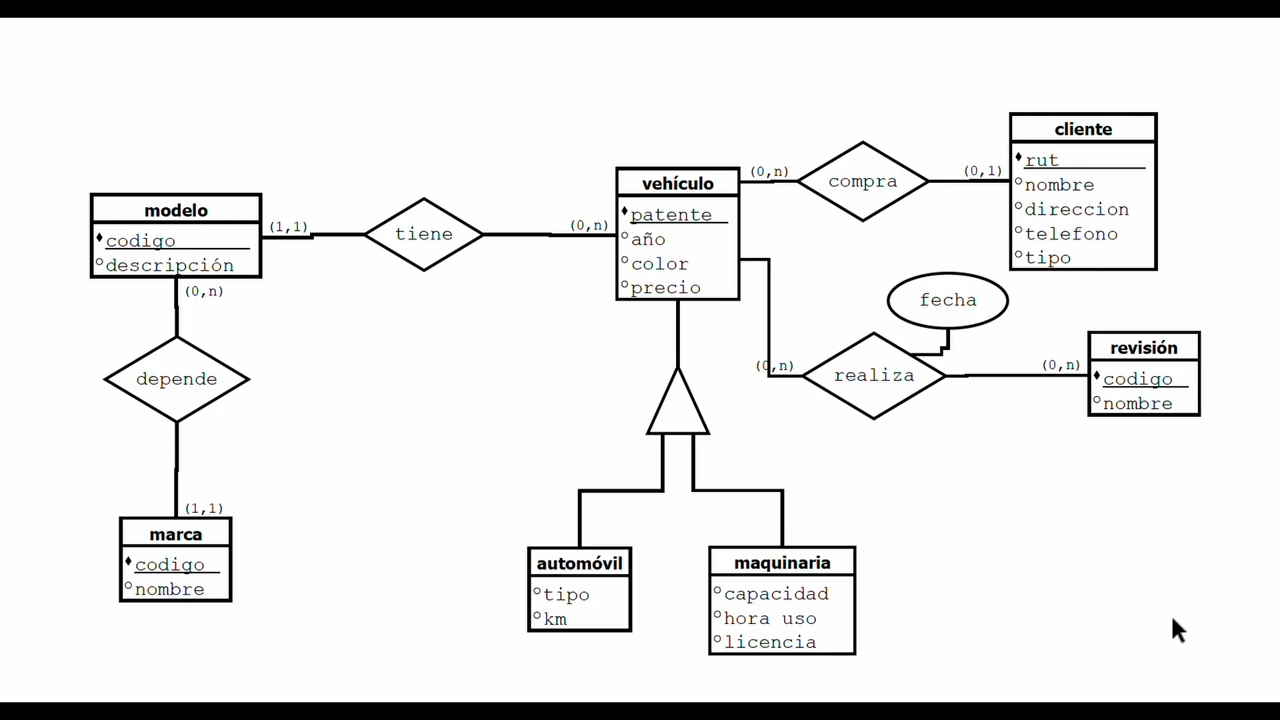 modelo
codigo
descripción
(1,1)
tiene
(0,n)
vehículo
patente
año
color
precio
(0,n)
compra
(0,1)
cliente
rut
nombre
direccion
telefono
tipo
fecha
(0,n)
realiza
(0,n)
revisión
codigo
nombre
(0,n)
depende
(1,1)
marca
codigo
nombre
automóvil
tipo
km
maquinaria
capacidad
hora uso
licencia